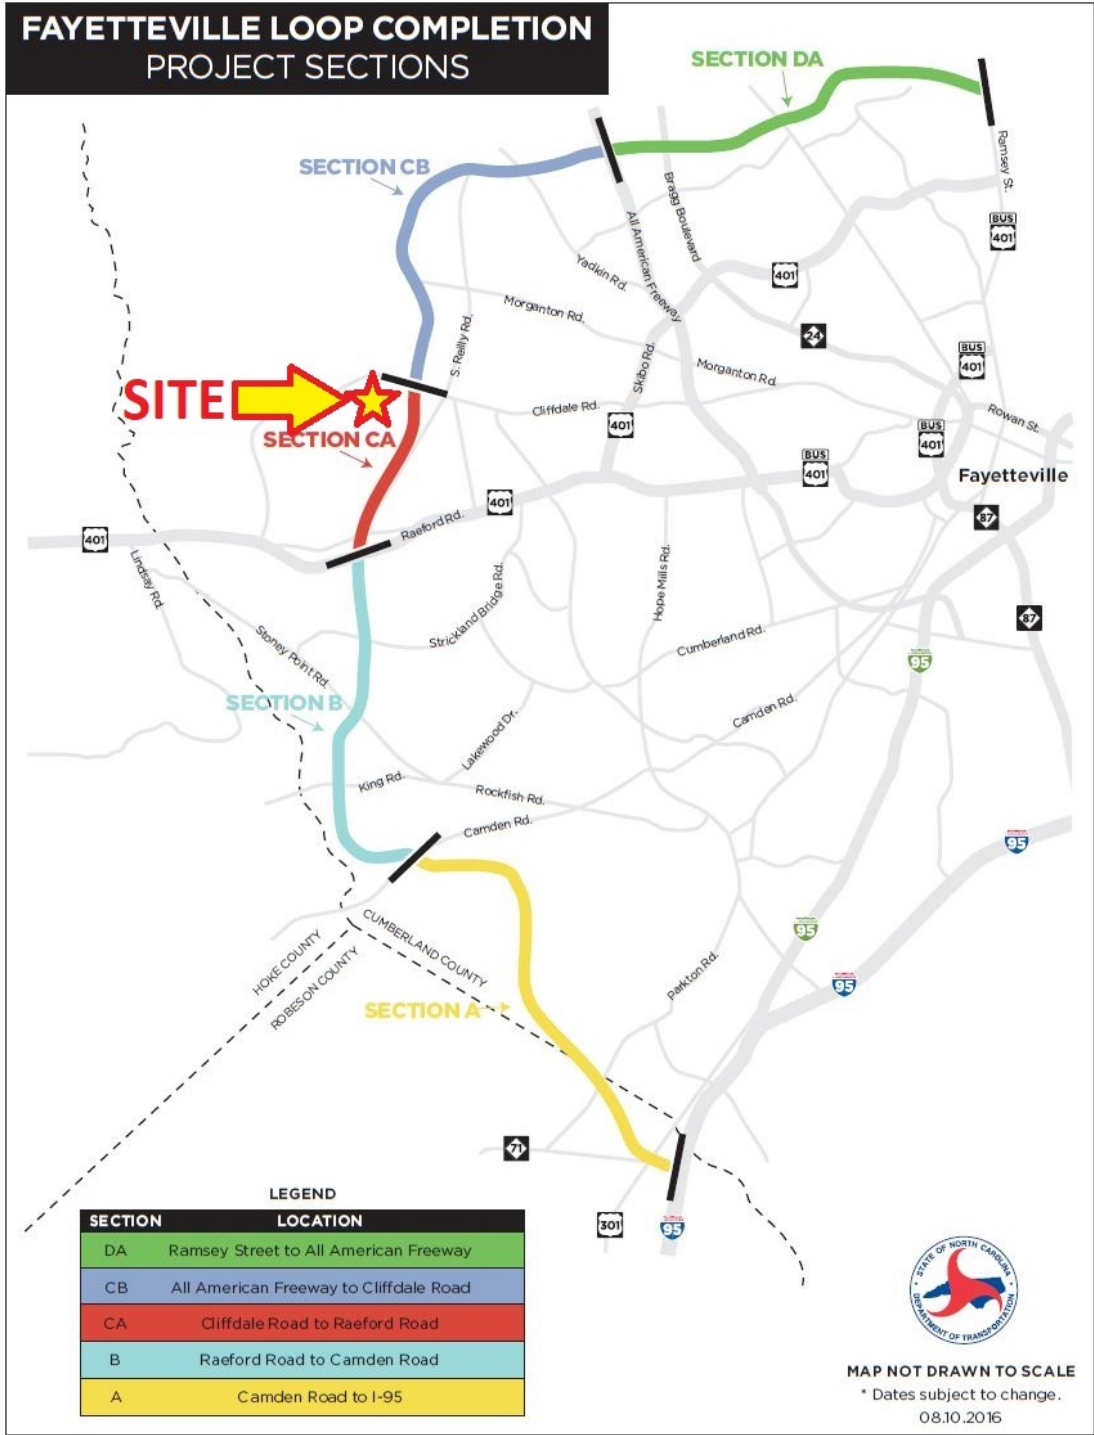 FAYETTEVILLE LOOP COMPLETION
PROJECT SECTIONS
SECTION DA
SECTION CB
Ramsey St.
BUS
401
Bragg Boulevard
All American Freeway
Yadkin Rd.
401
Morganton Rd.
24
S. Reilly Rd.
Skibo Rd.
Morganton Rd.
BUS
401
SITE
Cliffdale Rd.
401
Rowan St.
BUS
401
SECTION CA
BUS
401
Fayetteville
401
87
Raeford Rd.
401
Lindsay Rd.
Strickland Bridge Rd.
Hope Mills Rd.
87
Stoney Point Rd.
Cumberland Rd.
95
SECTION B
Camden Rd.
Lakewood Dr.
King Rd.
Rockfish Rd.
Camden Rd.
95
95
CUMBERLAND COUNTY
HOKE COUNTY
ROBESON COUNTY
Parkton Rd.
95
SECTION A
71
301
95
LEGEND
SECTION LOCATION
DA Ramsey Street to All American Freeway
CB All American Freeway to Cliffdale Road
CA Cliffdale Road to Raeford Road
B Raeford Road to Camden Road
A Camden Road to I-95
STATE OF NORTH CAROLINA
DEPARTMENT OF TRANSPORTATION
MAP NOT DRAWN TO SCALE
* Dates subject to change.
08.10.2016